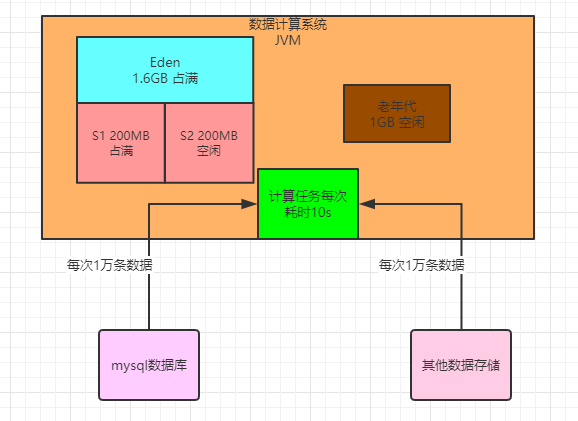 数据计算系统
JVM
Eden
1.6GB 占满
S1 200MB
占满
S2 200MB
空闲
老年代
1GB 空闲
计算任务每次
耗时10s
每次1万条数据
每次1万条数据
mysql数据库
其他数据存储